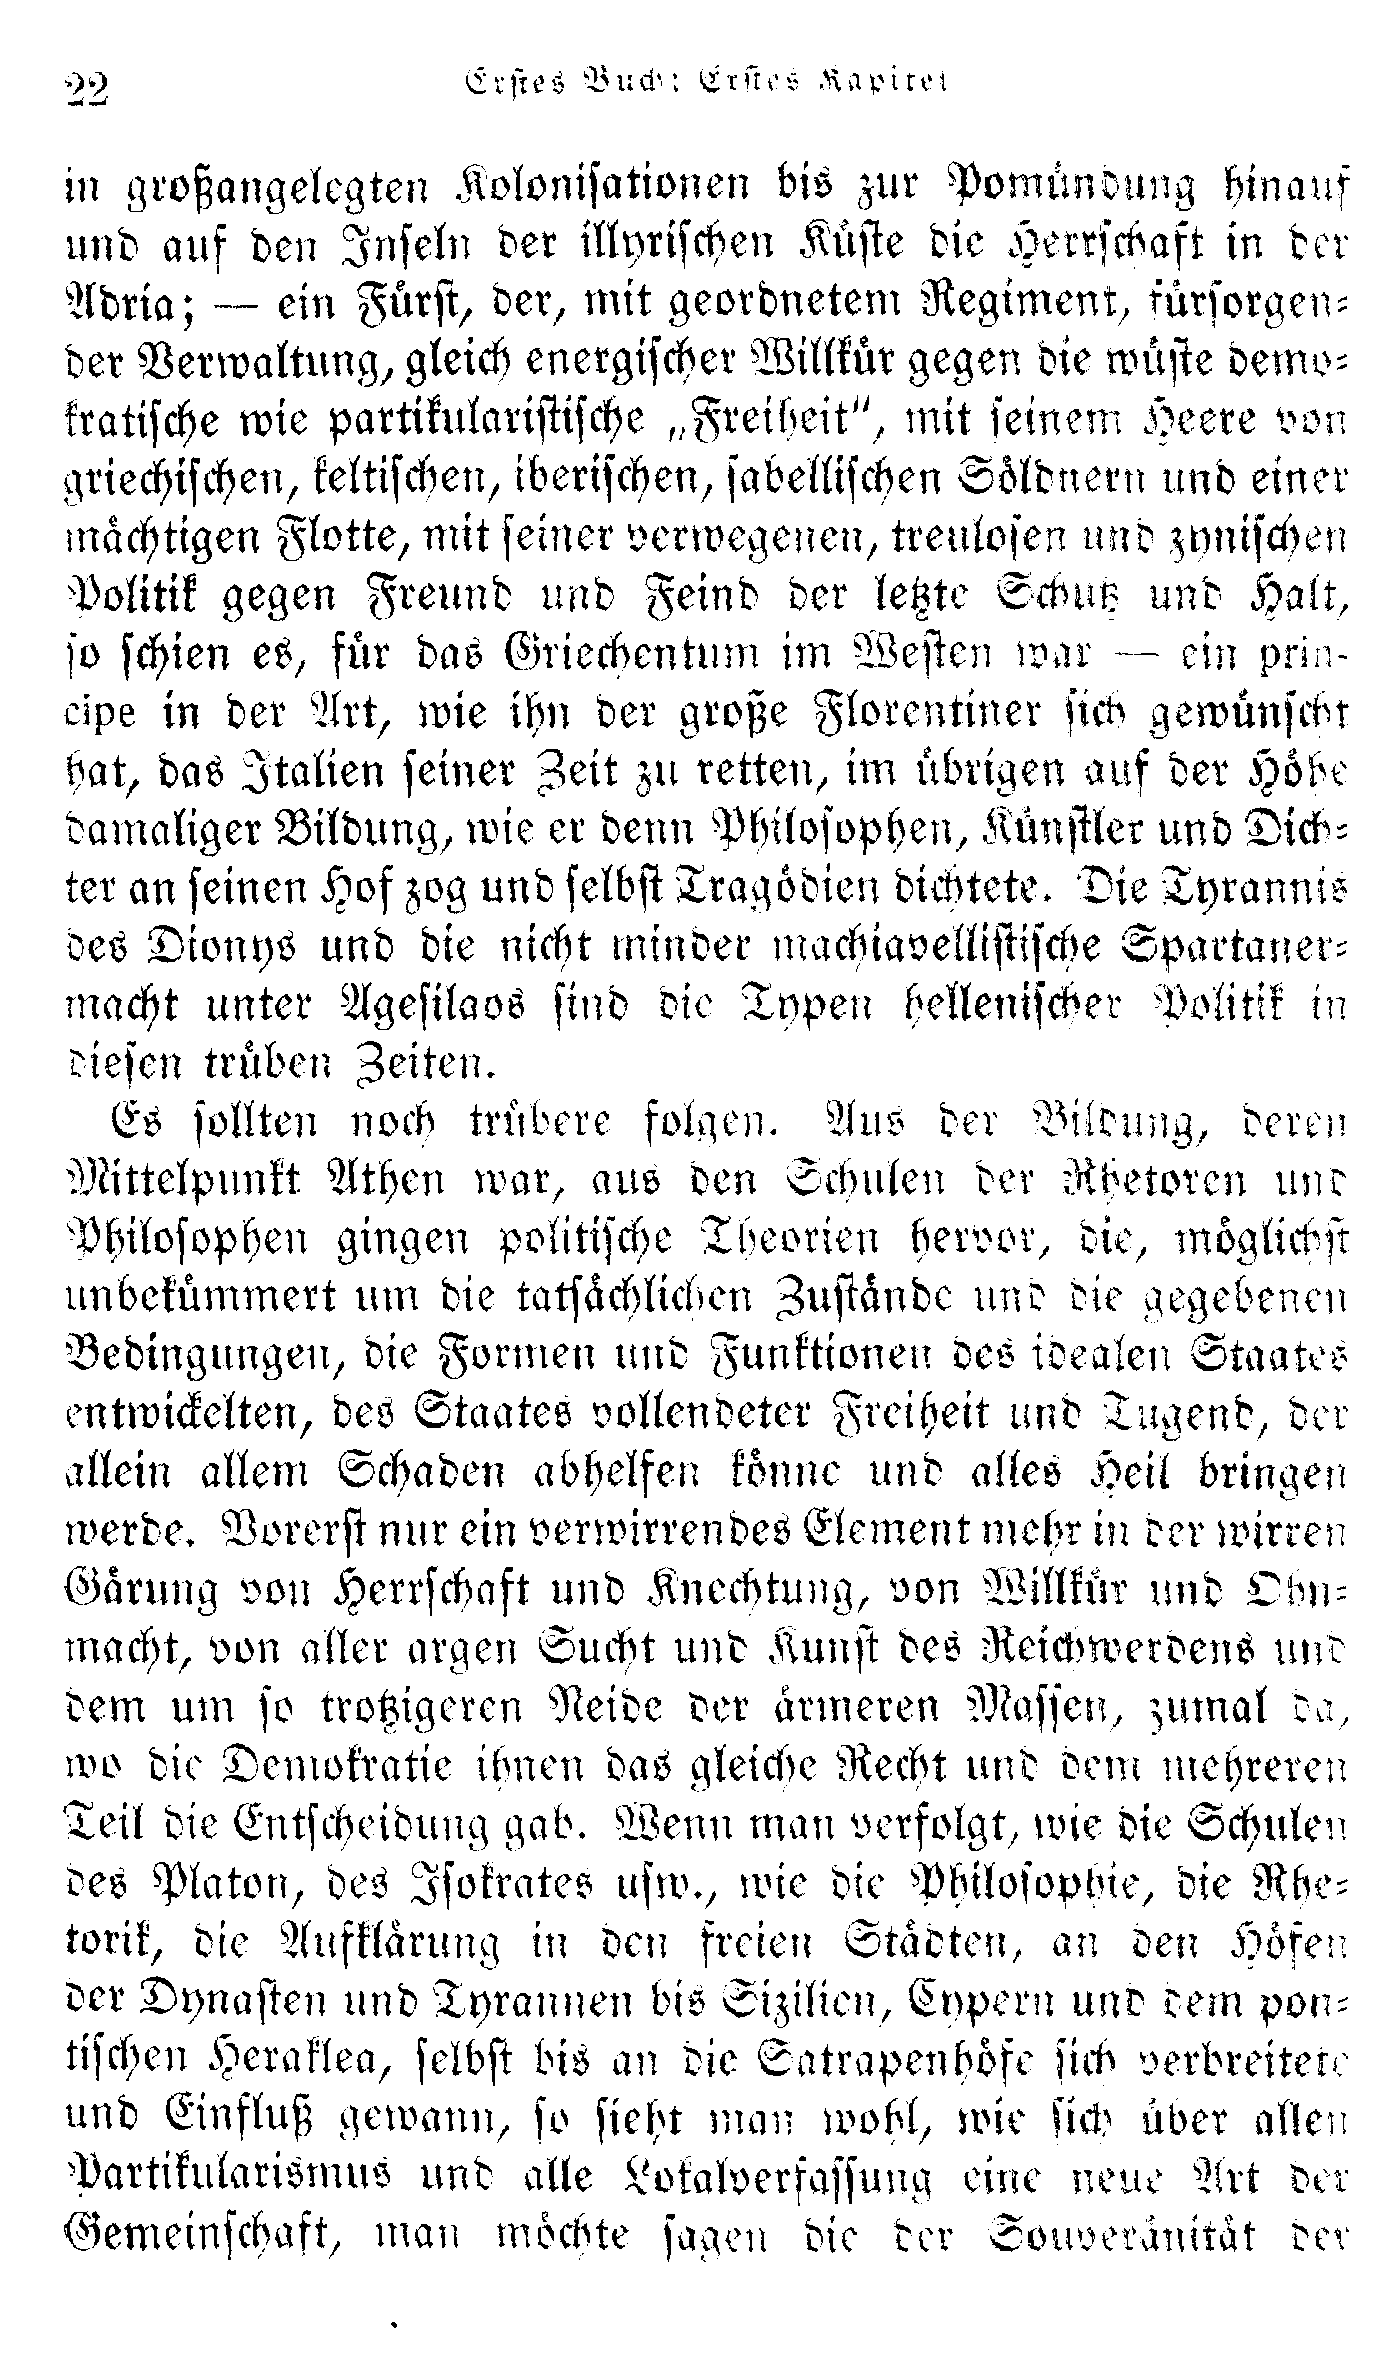 22
Erstes Buch: Erstes Kapitel
in großangelegten Kolonisationen bis zur Pomündung hinauf
und auf den Inseln der illyrischen Küste die Herrschaft in der
Adria; — ein Fürst, der, mit geordnetem Regiment, fürsorgen-
der Verwaltung, gleich energischer Willkür gegen die wüste demo-
kratische wie partikularistische „Freiheit“, mit seinem Heere von
griechischen, keltischen, iberischen, sabellischen Söldnern und einer
mächtigen Flotte, mit seiner verwegenen, treulosen und zynischen
Politik gegen Freund und Feind der letzte Schutz und Halt,
so schien es, für das Griechentum im Westen war — ein prin-
cipe in der Art, wie ihn der große Florentiner sich gewünscht
hat, das Italien seiner Zeit zu retten, im übrigen auf der Höhe
damaliger Bildung, wie er denn Philosophen, Künstler und Dich-
ter an seinen Hof zog und selbst Tragödien dichtete. Die Tyrannis
des Dionys und die nicht minder machiavellistische Spartaner-
macht unter Agesilaos sind die Typen hellenischer Politik in
diesen trüben Zeiten.
Es sollten noch trübere folgen. Aus der Bildung, deren
Mittelpunkt Athen war, aus den Schulen der Rhetoren und
Philosophen gingen politische Theorien hervor, die, möglichst
unbekümmert um die tatsächlichen Zustände und die gegebenen
Bedingungen, die Formen und Funktionen des idealen Staates
entwickelten, des Staates vollendeter Freiheit und Tugend, der
allein allem Schaden abhelfen könne und alles Heil bringen
werde. Vorerst nur ein verwirrendes Element mehr in der wirren
Gärung von Herrschaft und Knechtung, von Willkür und Ohn-
macht, von aller argen Sucht und Kunst des Reichwerdens und
dem um so trotzigeren Neide der ärmeren Massen, zumal da,
wo die Demokratie ihnen das gleiche Recht und dem mehreren
Teil die Entscheidung gab. Wenn man verfolgt, wie die Schulen
des Platon, des Isokrates usw., wie die Philosophie, die Rhe-
torik, die Aufklärung in den freien Städten, an den Höfen
der Dynasten und Tyrannen bis Sizilien, Cypern und dem pon-
tischen Heraklea, selbst bis an die Satrapenhöfe sich verbreitete
und Einfluß gewann, so sieht man wohl, wie sich über allen
Partikularismus und alle Lokalverfassung eine neue Art der
Gemeinschaft, man möchte sagen die der Souveränität der